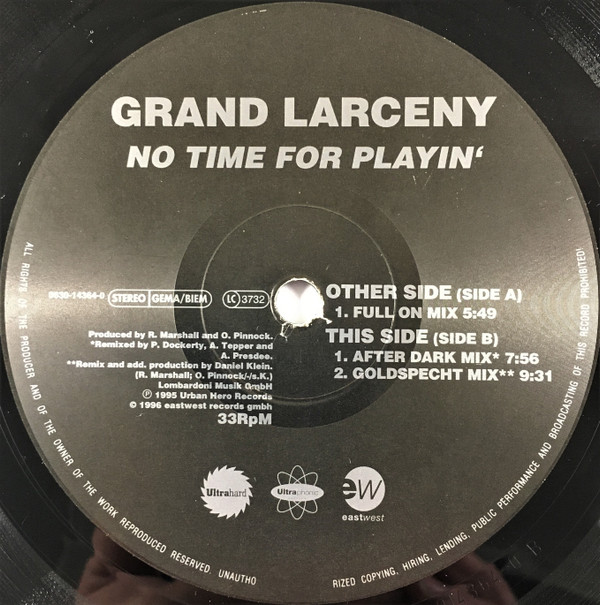 GRAND LARCENY
NO TIME FOR PLAYIN‘
0630-14364-0 STEREO GEMA/BIEM LC 3732
OTHER SIDE (SIDE A)
1. FULL ON MIX 5:49
THIS SIDE (SIDE B)
1. AFTER DARK MIX* 7:56
2. GOLDSPECHT MIX** 9:31
Produced by R. Marshall and O. Pinnock.
*Remixed by P. Dockerty, A. Tepper and
A. Presdee.
**Remix and add. production by Daniel Klein.
(R. Marshall; O. Pinnock/-/s.K.)
Lombardoni Musik GmbH
℗ 1995 Urban Hero Records
© 1996 eastwest records gmbh
33RpM
Ultrahard
Ultraphonic
ew
eastwest
ALL RIGHTS OF THE PRODUCER AND OF THE OWNER OF THE WORK REPRODUCED RESERVED. UNAUTHO
RIZED COPYING, HIRING, LENDING, PUBLIC PERFORMANCE AND BROADCASTING OF THIS RECORD PROHIBITED!